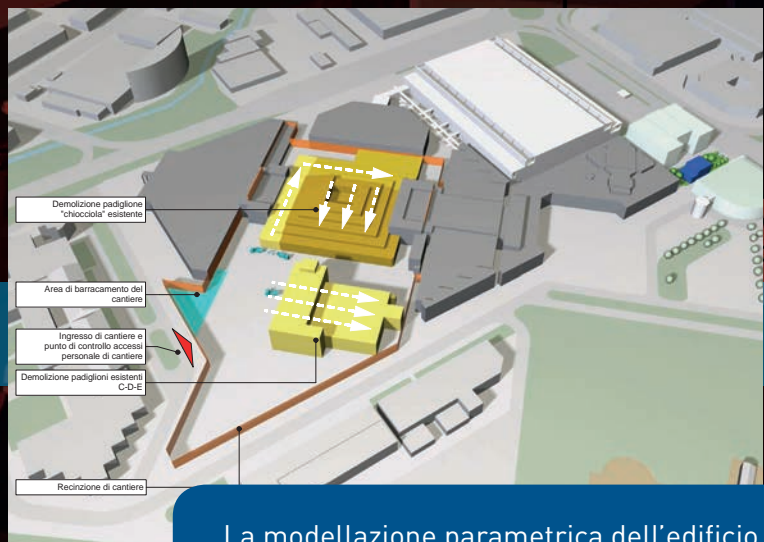 Demolizione padiglione
"chiocciola" esistente
Area di barracamento del
cantiere
Ingresso di cantiere e
punto di controllo accessi
personale di cantiere
Demolizione padiglioni esistenti
C-D-E
Recinzione di cantiere
La modellazione parametrica dell'edificio